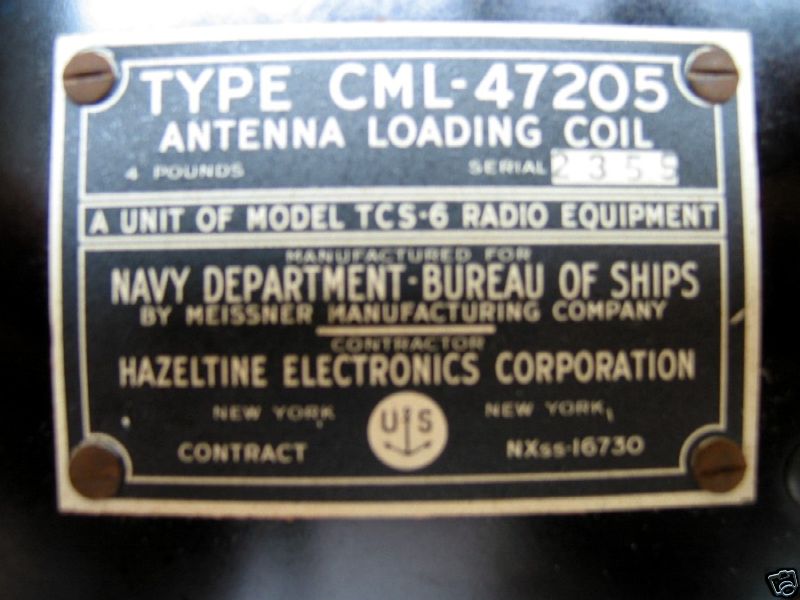 TYPE CML-47205
ANTENNA LOADING COIL
4 POUNDS SERIAL 2359
A UNIT OF MODEL TCS-6 RADIO EQUIPMENT
MANUFACTURED FOR
NAVY DEPARTMENT-BUREAU OF SHIPS
BY MEISSNER MANUFACTURING COMPANY
CONTRACTOR
HAZELTINE ELECTRONICS CORPORATION
NEW YORK, NEW YORK,
U S
CONTRACT NXss-16730